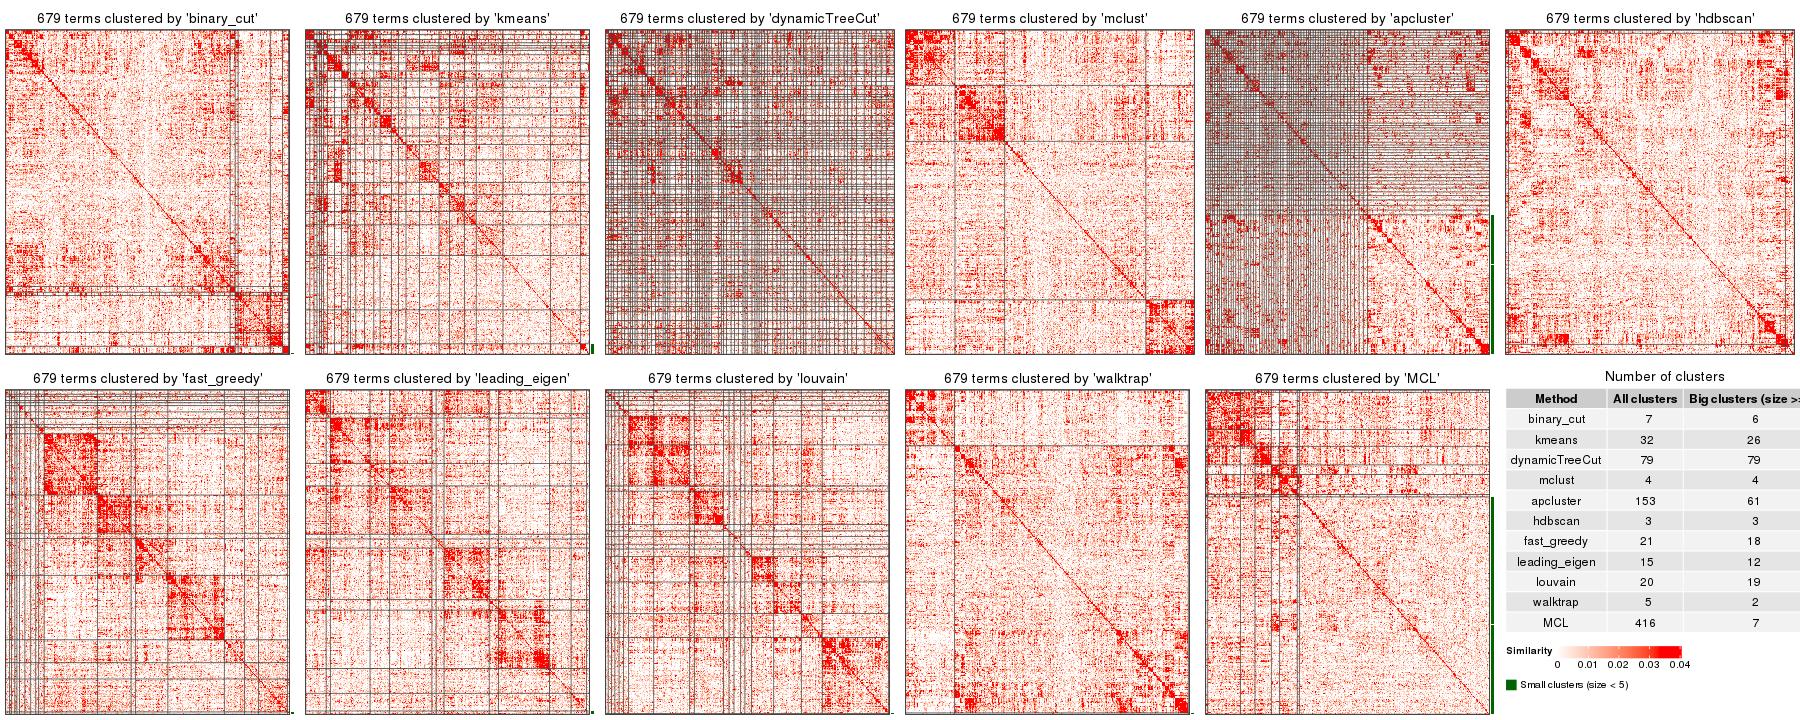 679 terms clustered by 'binary_cut'
679 terms clustered by 'kmeans'
679 terms clustered by 'dynamicTreeCut'
679 terms clustered by 'mclust'
679 terms clustered by 'apcluster'
679 terms clustered by 'hdbscan'
679 terms clustered by 'fast_greedy'
679 terms clustered by 'leading_eigen'
679 terms clustered by 'louvain'
679 terms clustered by 'walktrap'
679 terms clustered by 'MCL'
Number of clusters
Method All clusters Big clusters (size >
binary_cut 7 6
kmeans 32 26
dynamicTreeCut 79 79
mclust 4 4
apcluster 153 61
hdbscan 3 3
fast_greedy 21 18
leading_eigen 15 12
louvain 20 19
walktrap 5 2
MCL 416 7
Similarity
0 0.01 0.02 0.03 0.04
Small clusters (size < 5)